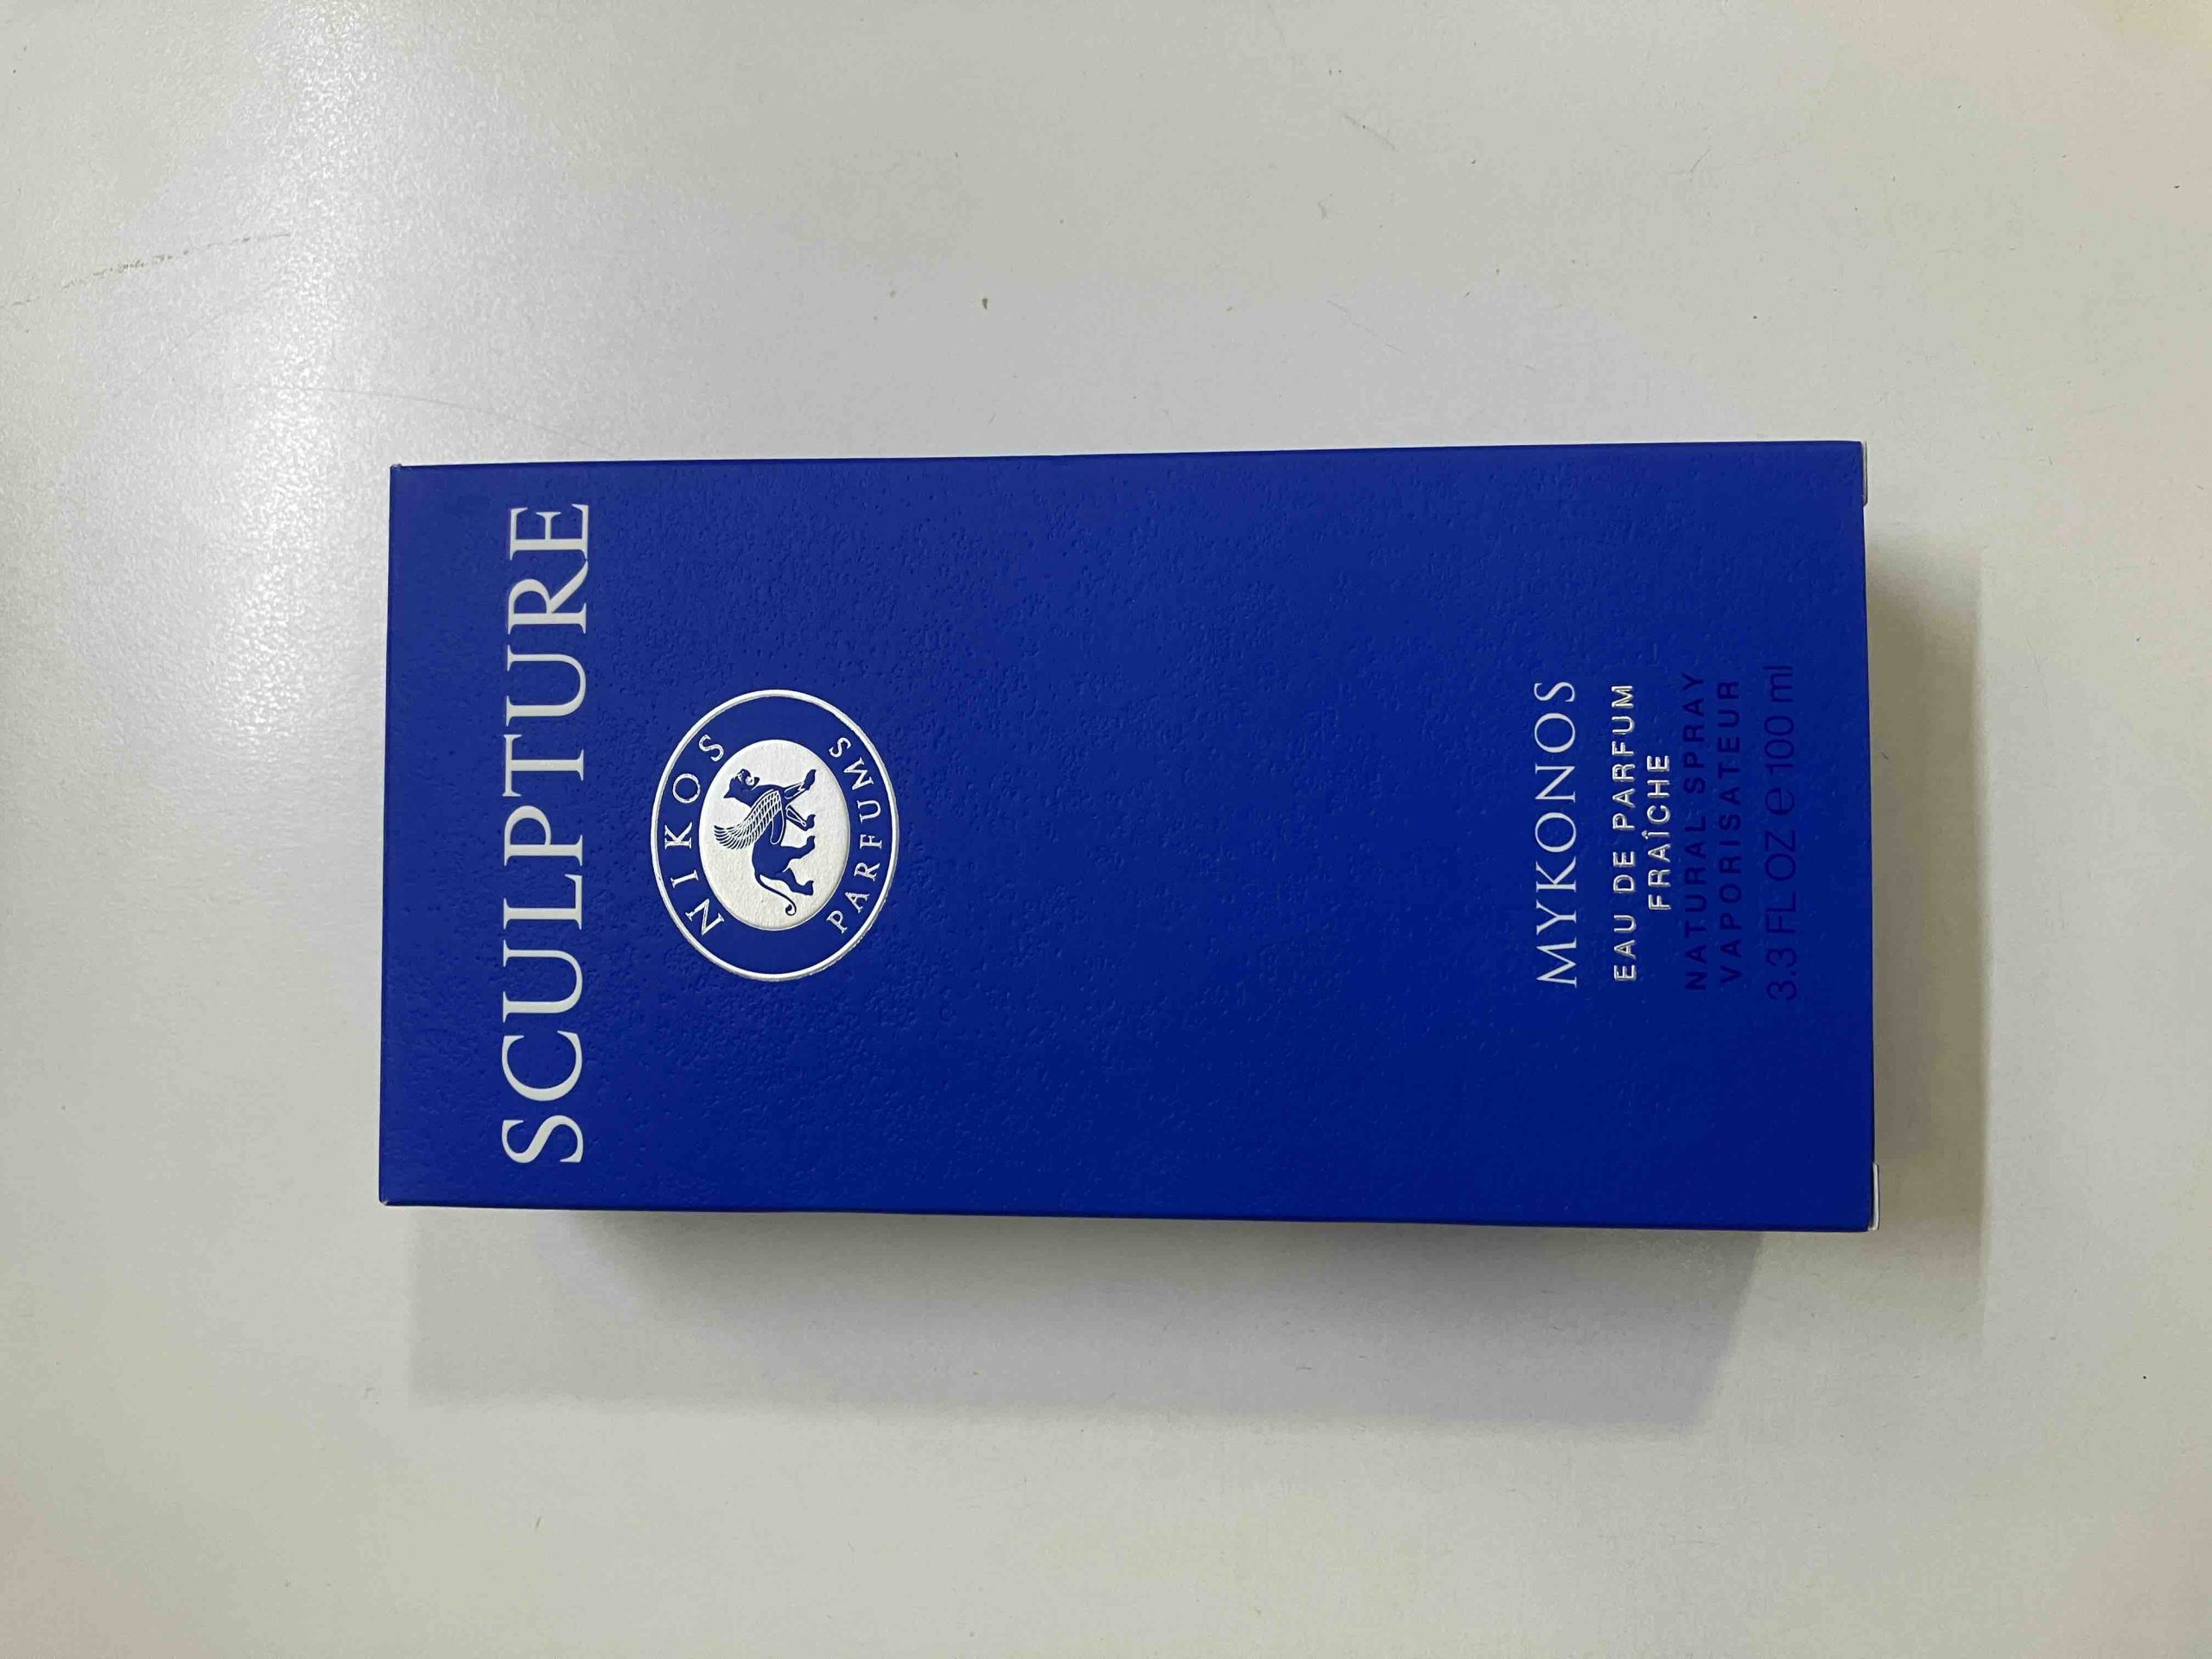 SCULPTURE
NIKOS
PARFUMS
MYKONOS
EAU DE PARFUM
FRAÎCHE
NATURAL SPRAY
VAPORISATEUR
3.3 FL OZ e 100 ml